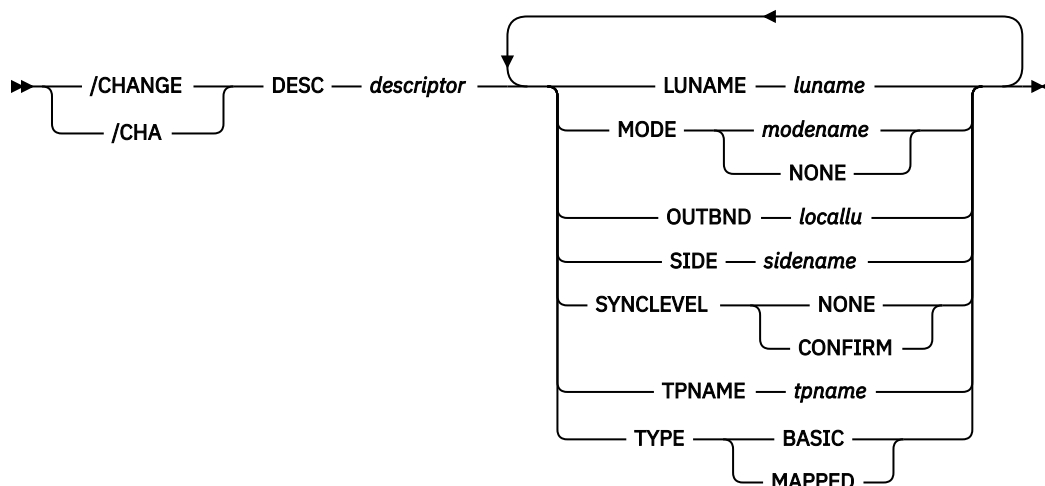 /CHANGE DESC descriptor LUNAME luname
/CHA MODE modename
NONE
OUTBND locallu
SIDE sidename
SYNCLEVEL NONE
CONFIRM
TPNAME tpname
TYPE BASIC
MAPPED